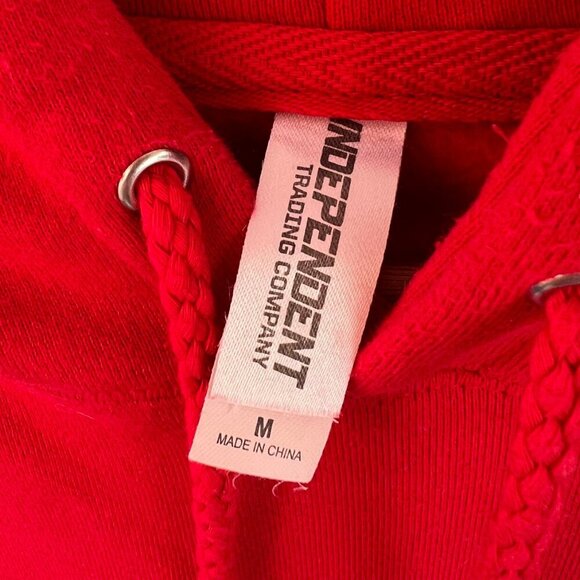 INDEPENDENT
TRADING COMPANY
M
MADE IN CHINA